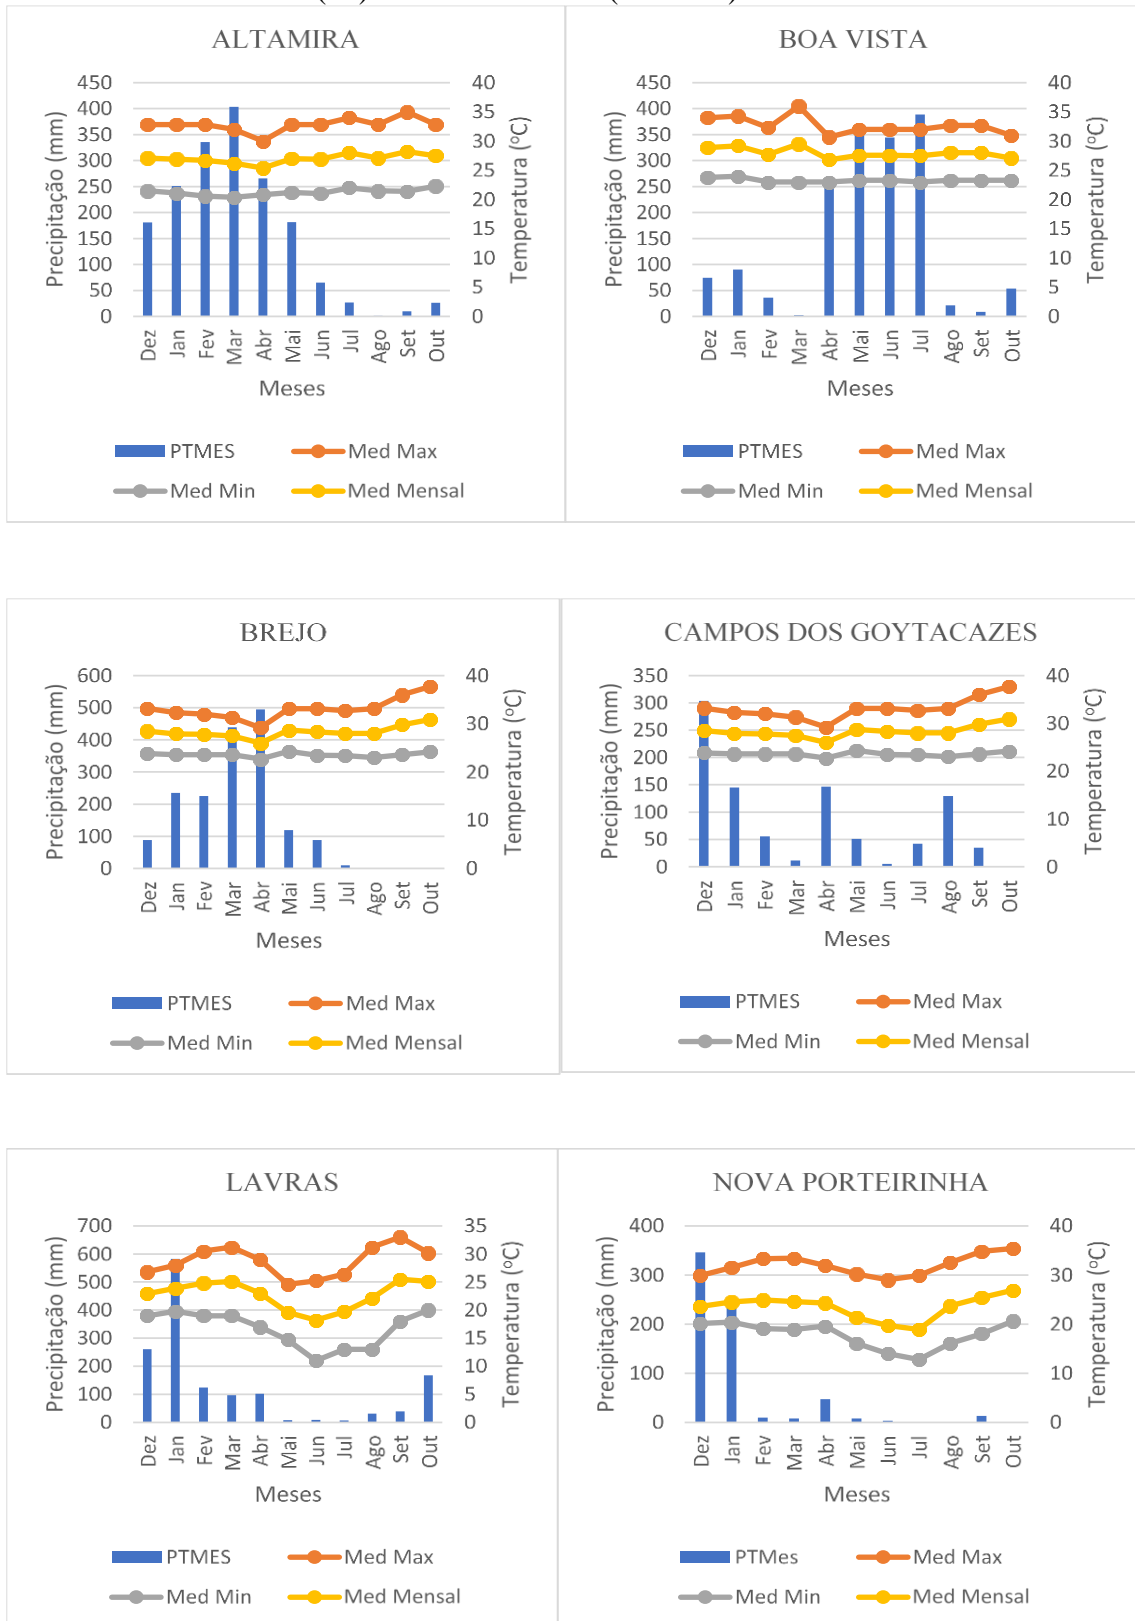 ALTAMIRA
450
400
350
300
250
200
150
100
50
0
Precipitação (mm)
40
35
30
25
20
15
10
5
0
Temperatura (ºC)
Dez Jan Fev Mar Abr Mai Jun Jul Ago Set Out
Meses
PTMES Med Max
Med Min Med Mensal
BOA VISTA
450
400
350
300
250
200
150
100
50
0
Precipitação (mm)
40
35
30
25
20
15
10
5
0
Temperatura (ºC)
Dez Jan Fev Mar Abr Mai Jun Jul Ago Set Out
Meses
PTMES Med Max
Med Min Med Mensal
BREJO
600
500
400
300
200
100
0
Precipitação (mm)
40
30
20
10
0
Temperatura (ºC)
Dez Jan Fev Mar Abr Mai Jun Jul Ago Set Out
Meses
PTMES Med Max
Med Min Med Mensal
CAMPOS DOS GOYTACAZES
350
300
250
200
150
100
50
0
Precipitação (mm)
40
30
20
10
0
Temperatura (ºC)
Dez Jan Fev Mar Abr Mai Jun Jul Ago Set Out
Meses
PTMES Med Max
Med Min Med Mensal
LAVRAS
700
600
500
400
300
200
100
0
Precipitação (mm)
35
30
25
20
15
10
5
0
Temperatura (ºC)
Dez Jan Fev Mar Abr Mai Jun Jul Ago Set Out
Meses
PTMES Med Max
Med Min Med Mensal
NOVA PORTEIRINHA
400
300
200
100
0
Precipitação (mm)
40
30
20
10
0
Temperatura (ºC)
Dez Jan Fev Mar Abr Mai Jun Jul Ago Set Out
Meses
PTMes Med Max
Med Min Med Mensal